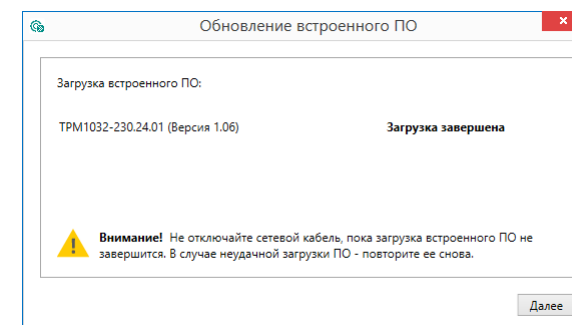 Обновление встроенного ПО
Загрузка встроенного ПО:
ТРМ1032-230.24.01 (Версия 1.06) Загрузка завершена
Внимание! Не отключайте сетевой кабель, пока загрузка встроенного ПО не
завершится. В случае неудачной загрузки ПО - повторите ее снова.
Далее